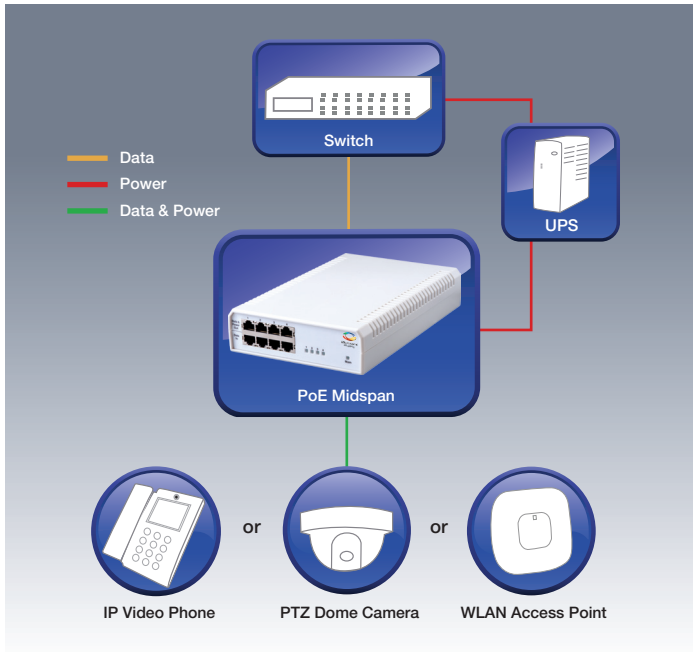 Switch
Data
Power
Data & Power
UPS
PoE Midspan
or
or
IP Video Phone
PTZ Dome Camera
WLAN Access Point